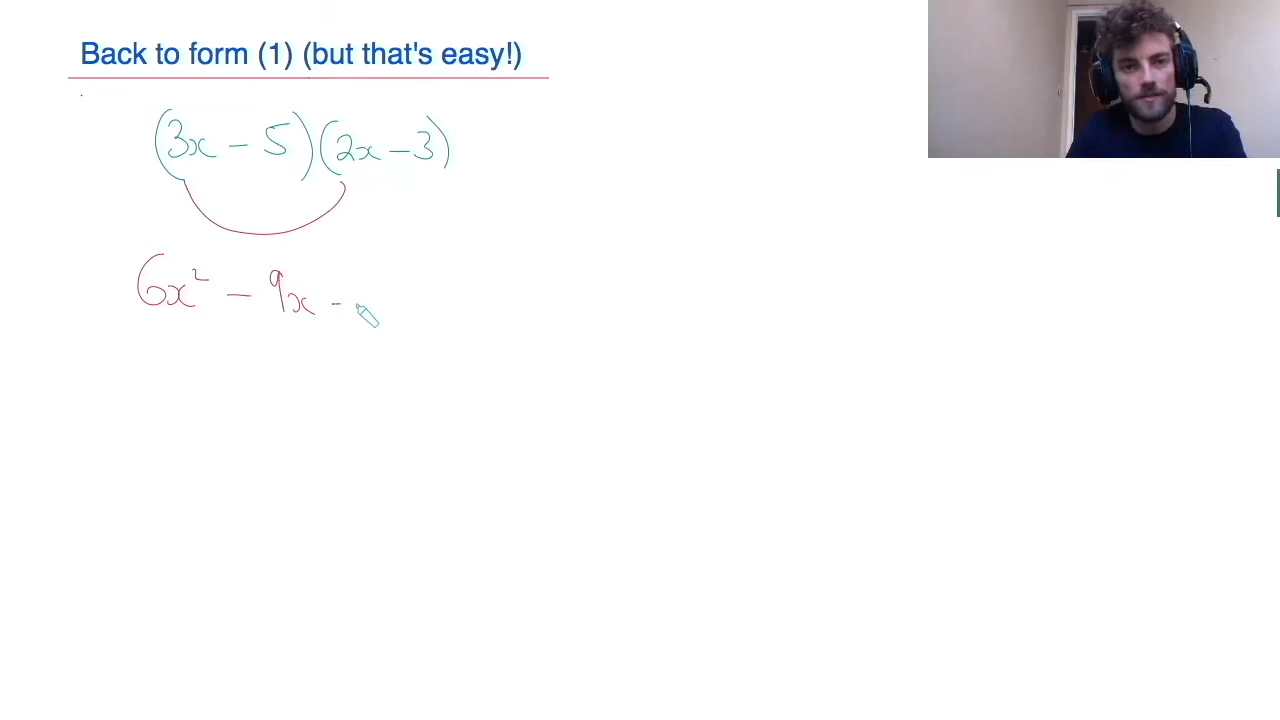 Back to form (1) (but that's easy!)
(3x - 5)(2x - 3)
6x² - 9x -